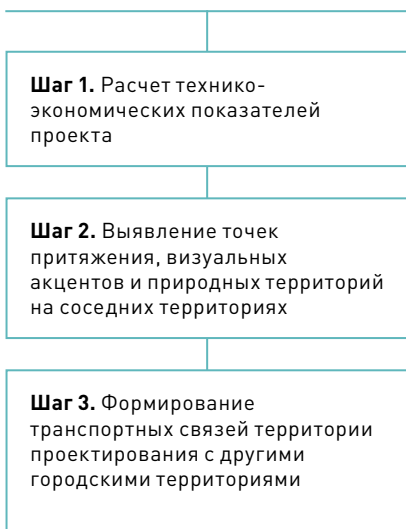 Шаг 1. Расчет технико-
экономических показателей
проекта
Шаг 2. Выявление точек
притяжения, визуальных
акцентов и природных территорий
на соседних территориях
Шаг 3. Формирование
транспортных связей территории
проектирования с другими
городскими территориями